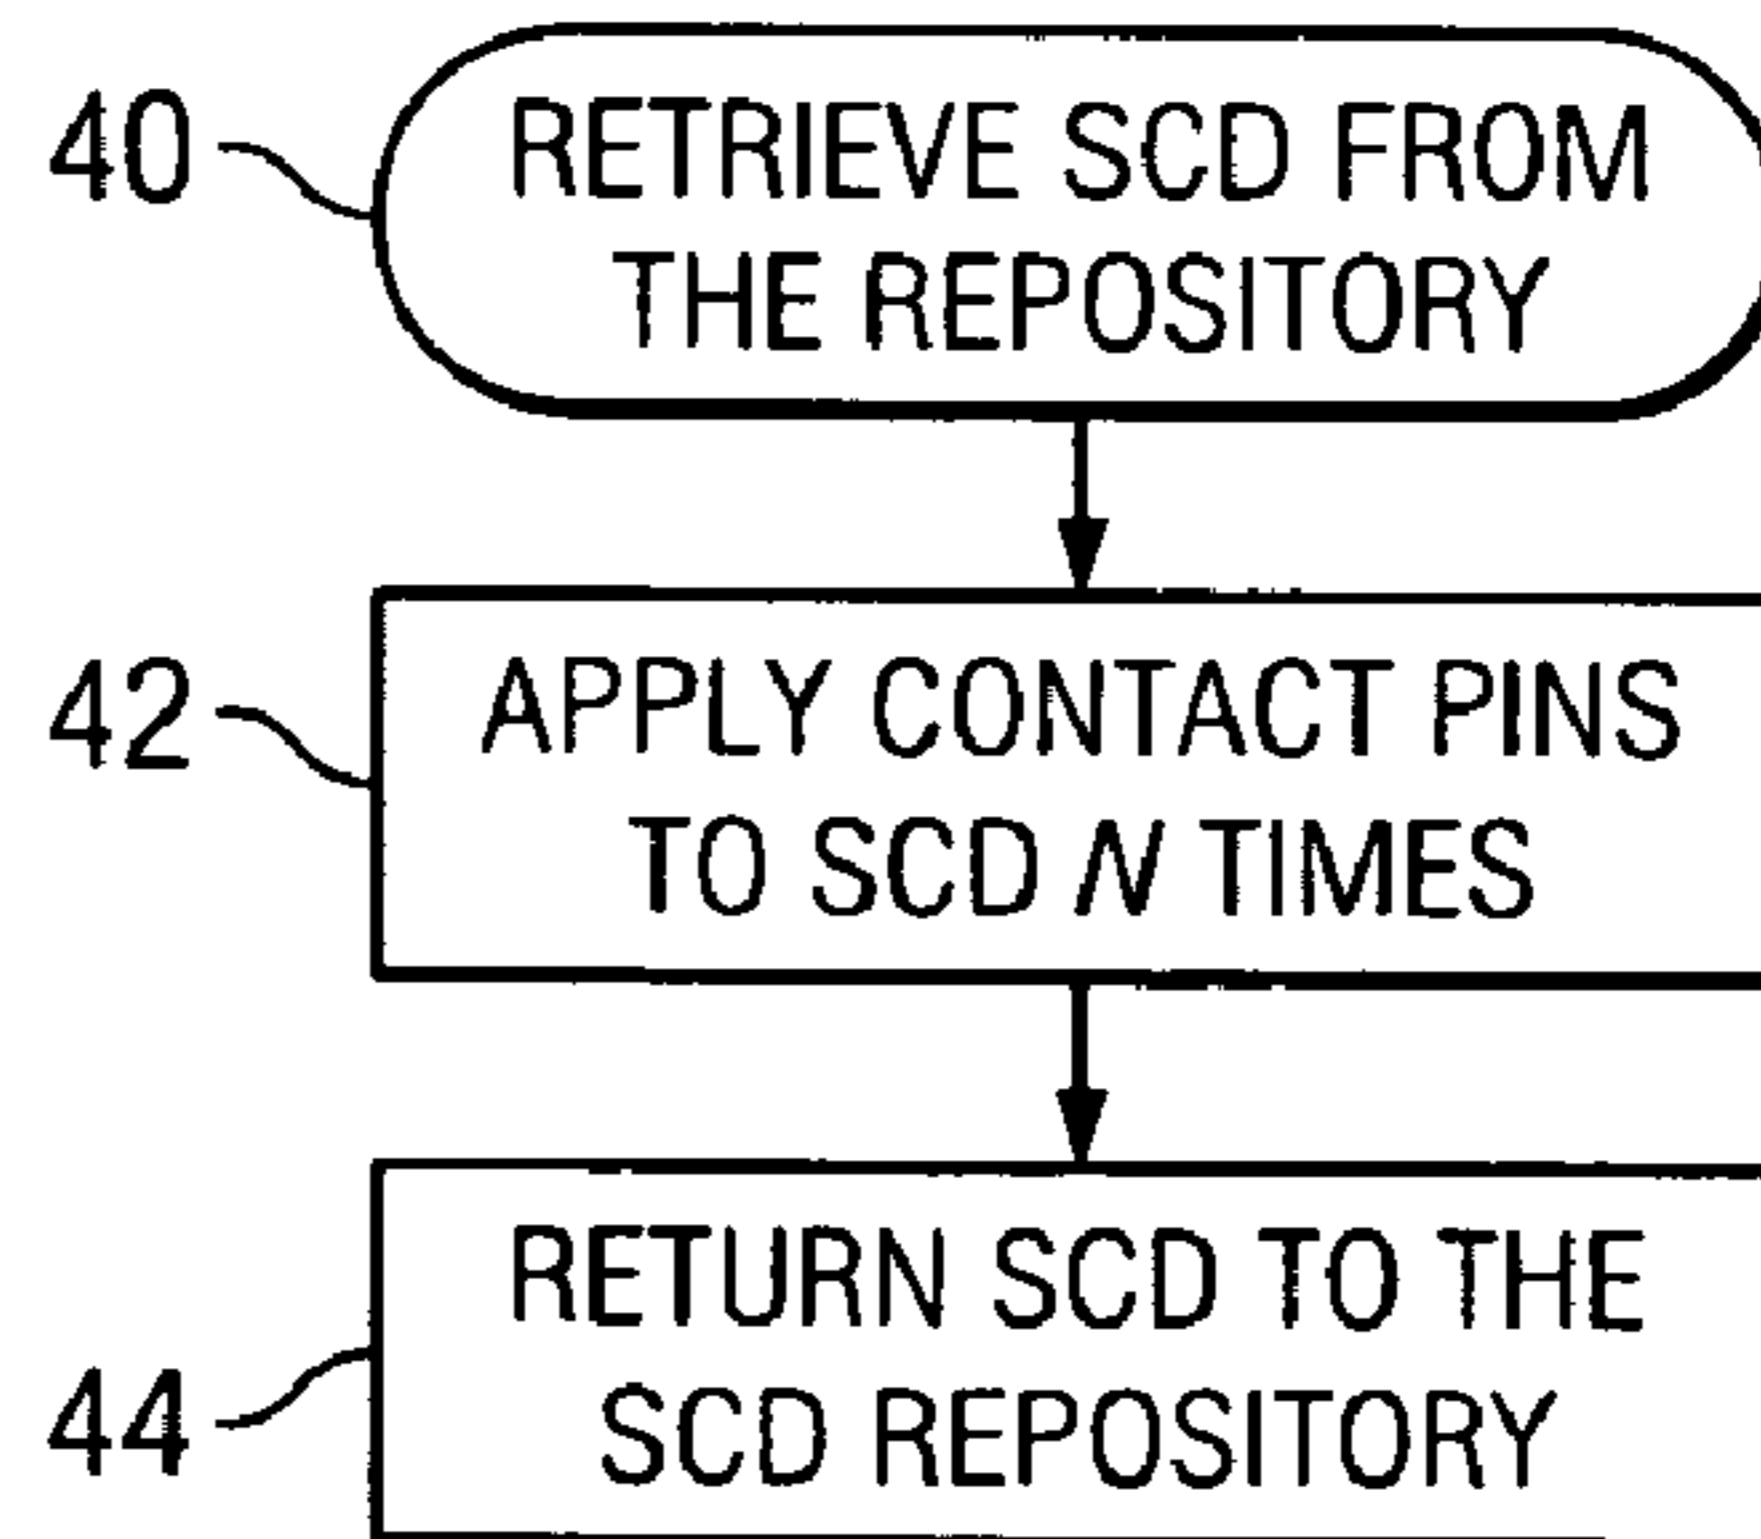 40
RETRIEVE SCD FROM
THE REPOSITORY
42
APPLY CONTACT PINS
TO SCD N TIMES
RETURN SCD TO THE
44
SCD REPOSITORY